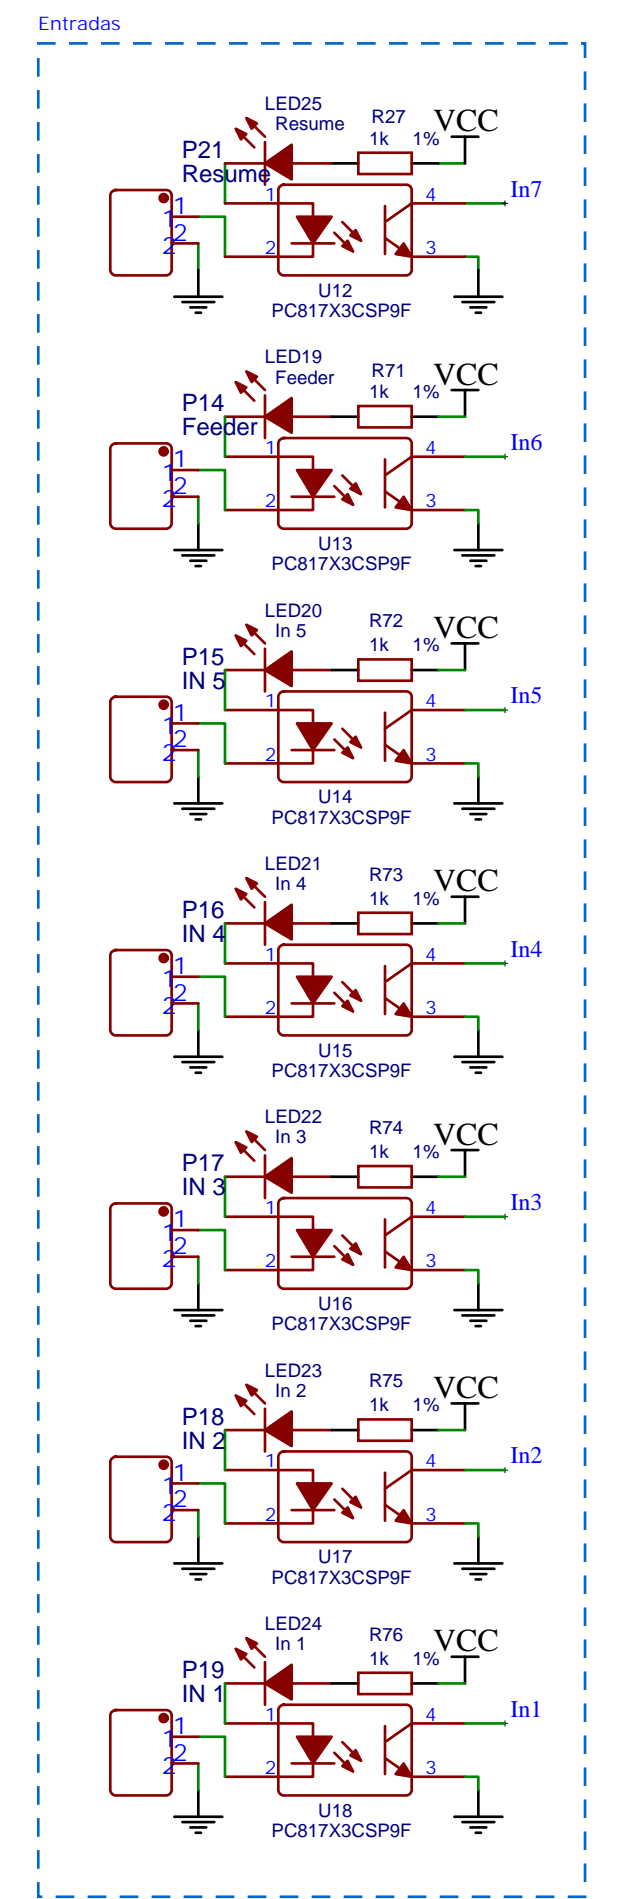 Entradas
LED25
Resume
R27
1k 1%
VCC
P21
Resume
1
2
1
2
1
2
4
3
In7
U12
PC817X3CSP9F
LED19
Feeder
R71
1k 1%
VCC
P14
Feeder
1
2
1
2
1
2
4
3
In6
U13
PC817X3CSP9F
LED20
In 5
R72
1k 1%
VCC
P15
IN 5
1
2
1
2
1
2
4
3
In5
U14
PC817X3CSP9F
LED21
In 4
R73
1k 1%
VCC
P16
IN 4
1
2
1
2
1
2
4
3
In4
U15
PC817X3CSP9F
LED22
In 3
R74
1k 1%
VCC
P17
IN 3
1
2
1
2
1
2
4
3
In3
U16
PC817X3CSP9F
LED23
In 2
R75
1k 1%
VCC
P18
IN 2
1
2
1
2
1
2
4
3
In2
U17
PC817X3CSP9F
LED24
In 1
R76
1k 1%
VCC
P19
IN 1
1
2
1
2
1
2
4
3
In1
U18
PC817X3CSP9F